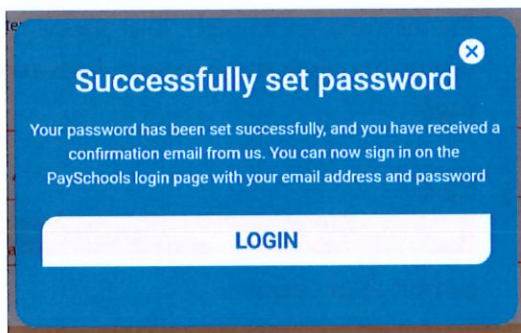 Successfully set password
Your password has been set successfully, and you have received a
confirmation email from us. You can now sign in on the
PaySchools login page with your email address and password
LOGIN